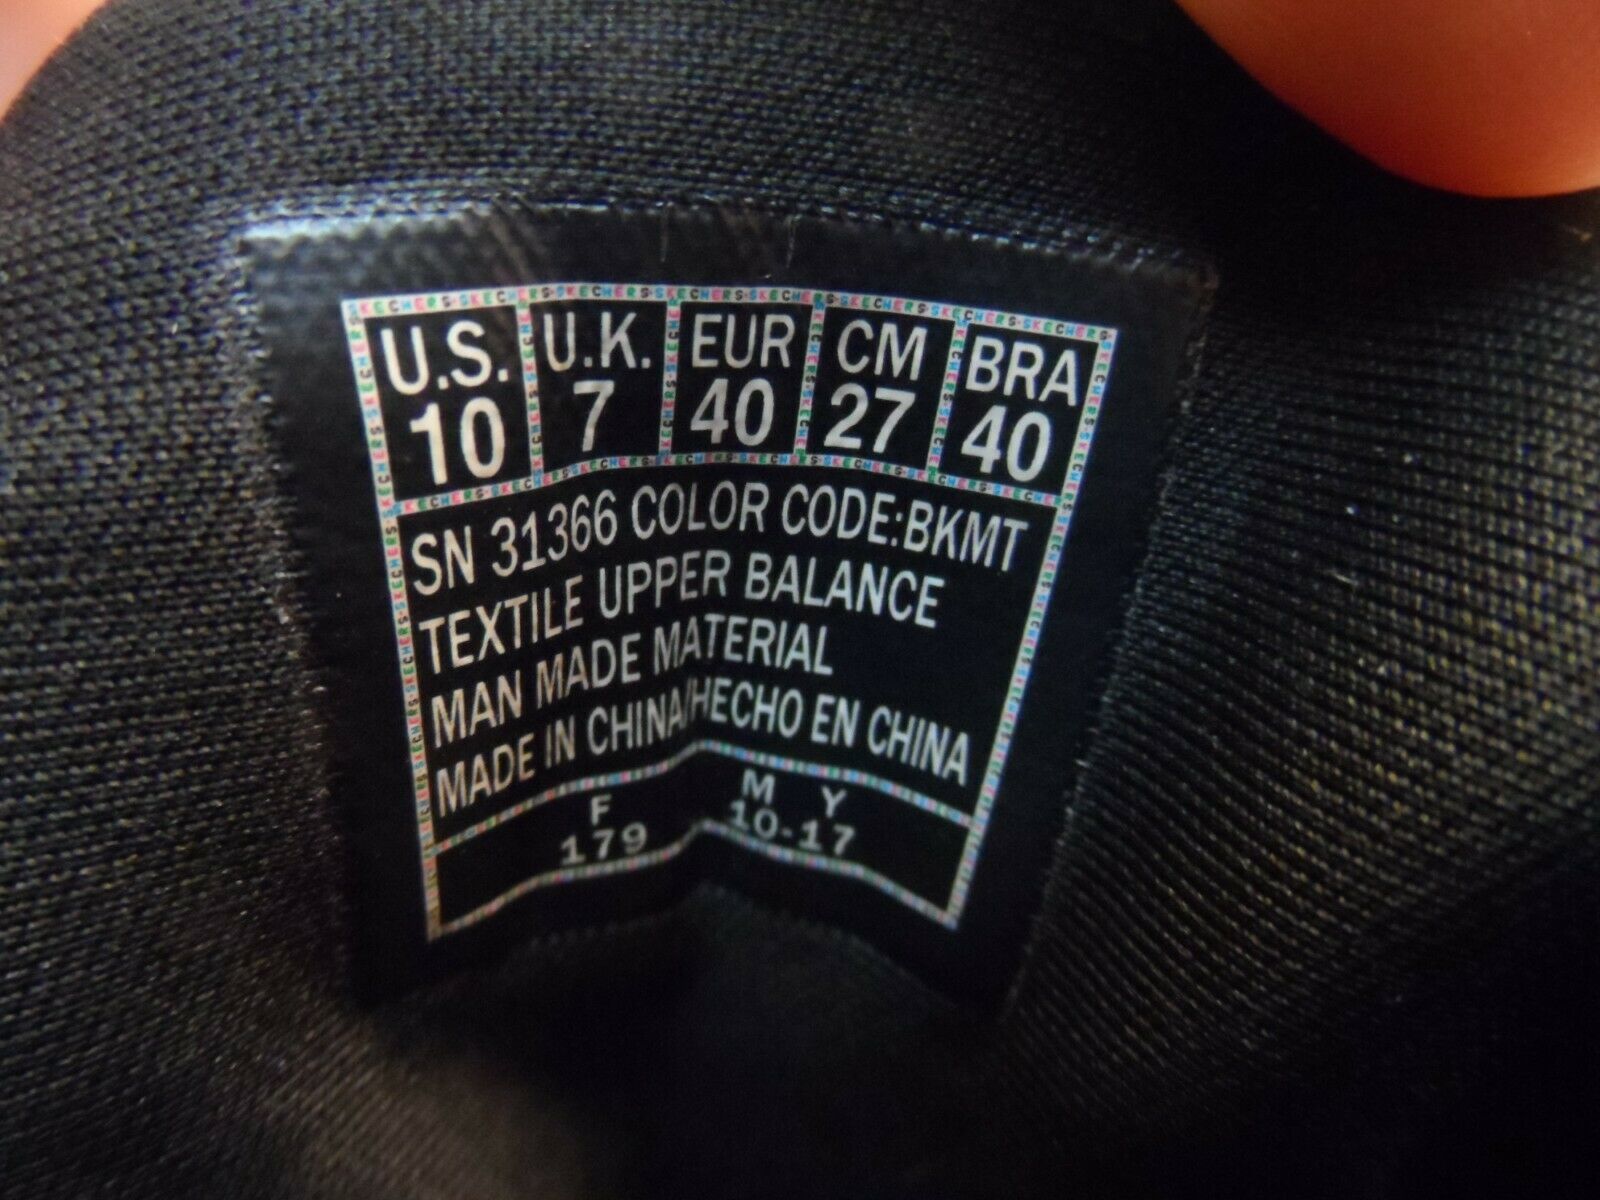 U.S. U.K. EUR CM BRA
10 7 40 27 40
SN 31366 COLOR CODE:BKMT
TEXTILE UPPER BALANCE
MAN MADE MATERIAL
MADE IN CHINA/HECHO EN CHINA
F M Y
179 10-17